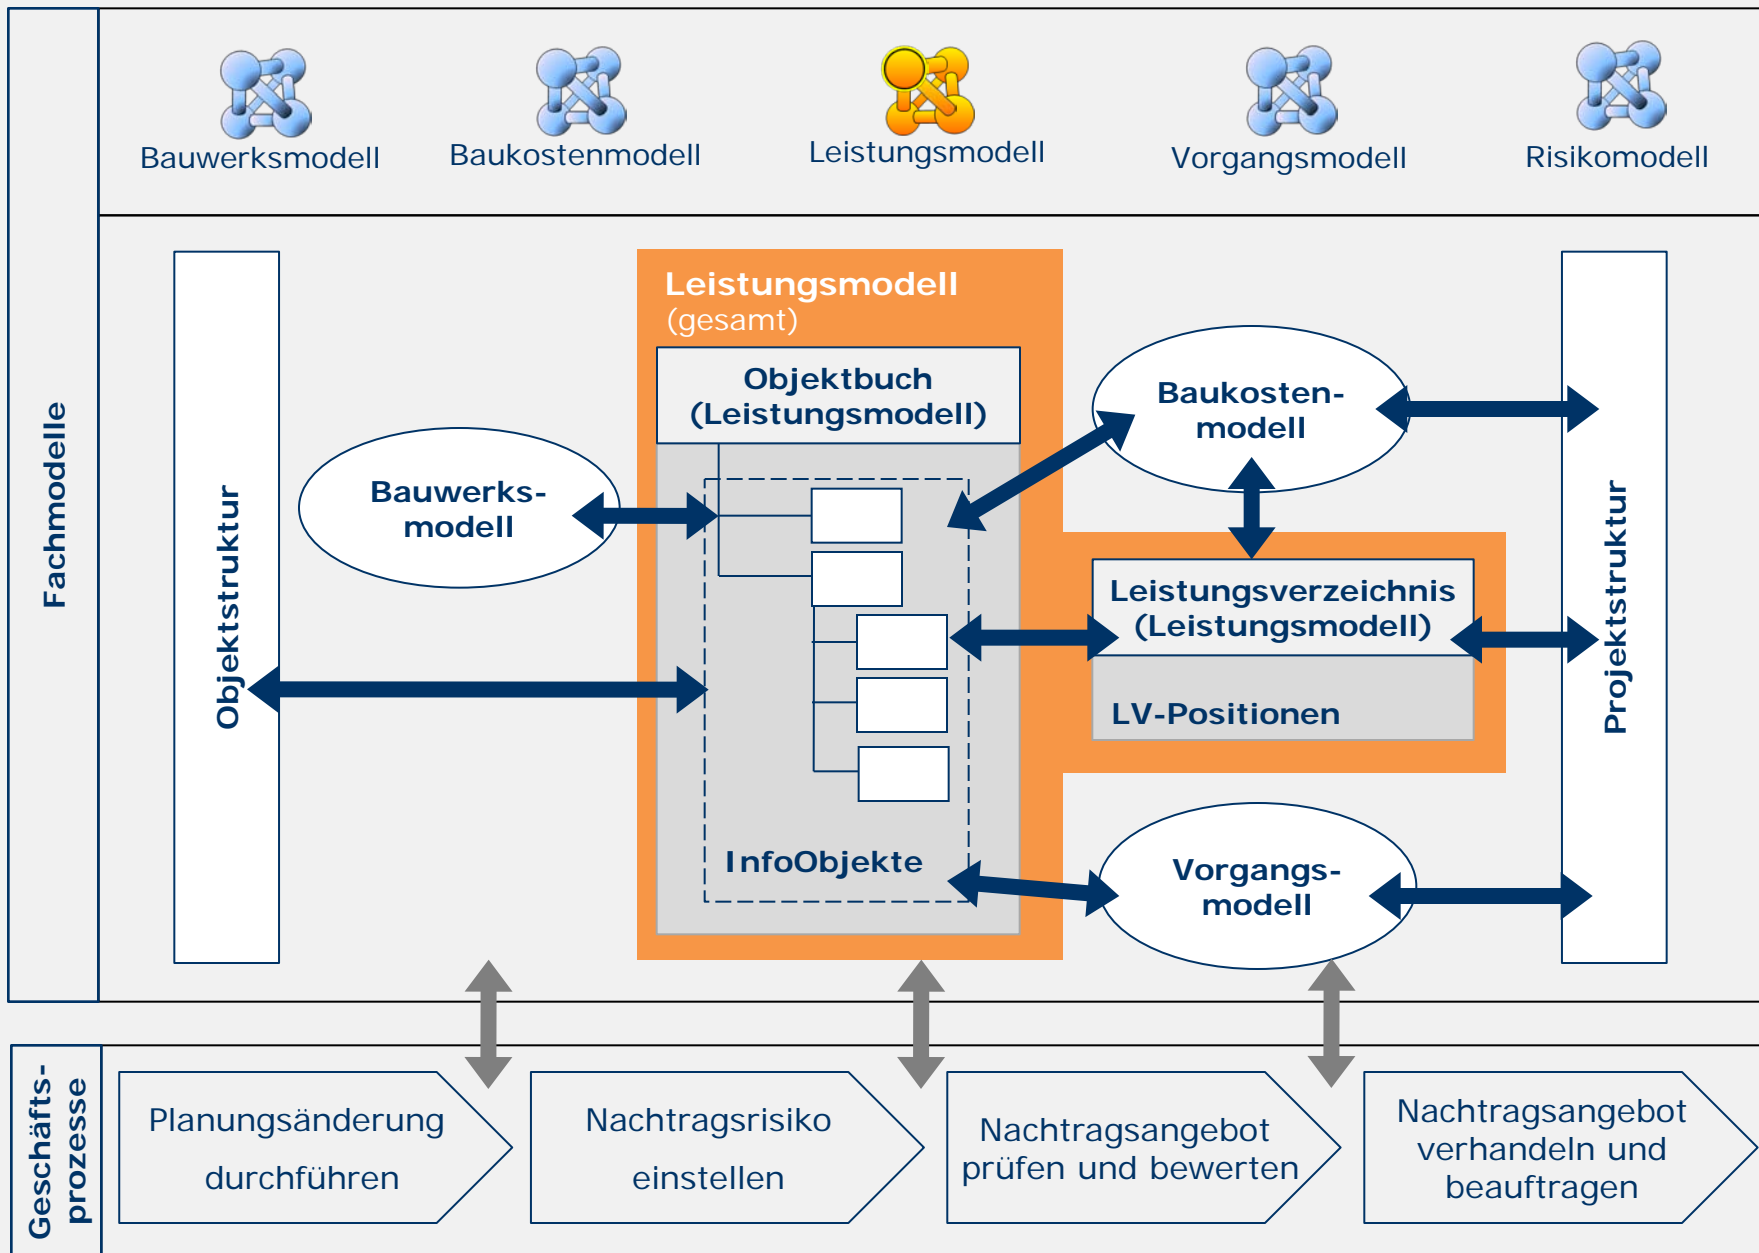 Fachmodelle
Bauwerksmodell
Baukostenmodell
Leistungsmodell
Vorgangsmodell
Risikomodell
Objektstruktur
Bauwerks-
modell
Leistungsmodell
(gesamt)
Objektbuch
(Leistungsmodell)
InfoObjekte
Baukosten-
modell
Leistungsverzeichnis
(Leistungsmodell)
LV-Positionen
Vorgangs-
modell
Projektstruktur
Geschäfts-
prozesse
Planungsänderung
durchführen
Nachtragsrisiko
einstellen
Nachtragsangebot
prüfen und bewerten
Nachtragsangebot
verhandeln und
beauftragen